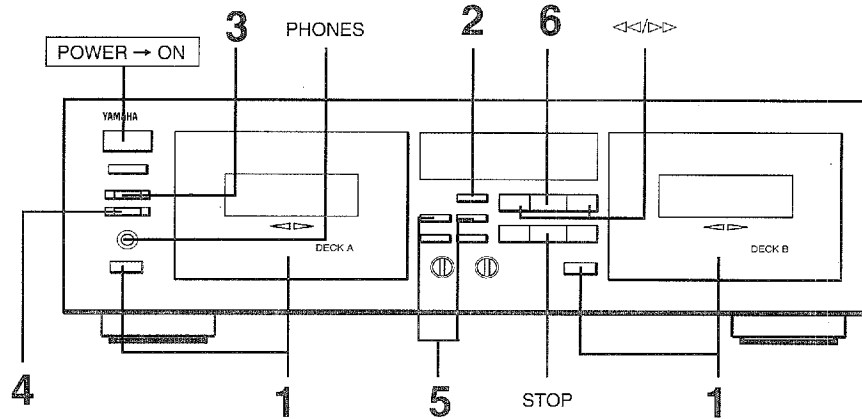 3 PHONES 2 6 ◁◁/▷▷
POWER → ON
YAMAHA
◁▷ ◁▷
DECK A DECK B
4 1 5 STOP 1